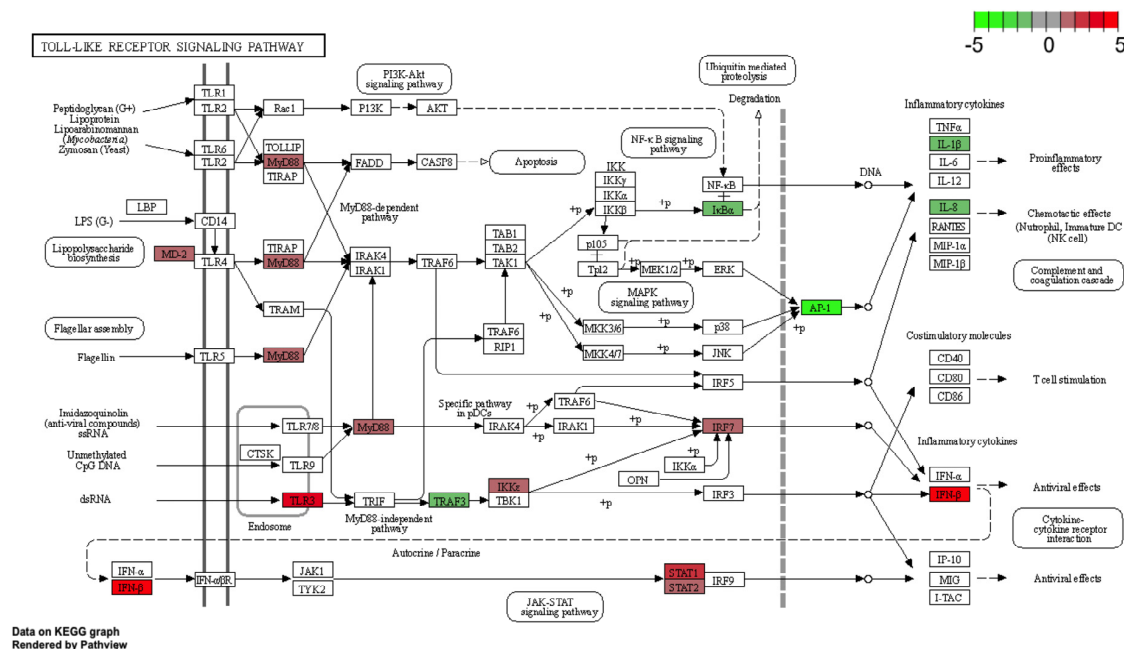 -5 0 5
TOLL-LIKE RECEPTOR SIGNALING PATHWAY
PI3K-Akt
signaling pathway
Ubiquitin mediated
proteolysis
Degradation
Peptidoglycan (G+)
Lipoprotein
Lipoarabinomannan
(Mycobacteria)
Zymosan (Yeast)
TLR1
TLR2
TLR6
TLR2
Rac1
P13K
AKT
TOLLIP
MyD88
TIRAP
FADD
CASP8
Apoptosis
MyD88-dependent
pathway
NF-κB signaling
pathway
IKK
IKKγ
IKKα
IKKβ
+p
+p
NF-κB
IκBα
DNA
Inflammatory cytokines
TNFα
IL-1β
IL-6
IL-12
Proinflammatory
effects
IL-8
RANTES
MIP-1α
MIP-1β
Chemotactic effects
(Nutrophil, Immature DC
(NK cell)
Complement and
coagulation cascade
LBP
LPS (G-)
CD14
Lipopolysaccharide
biosynthesis
MD-2
TLR4
TIRAP
MyD88
IRAK4
IRAK1
TRAF6
TAB1
TAB2
TAK1
p105
Tpl2
+p
MEK1/2
+p
ERK
MAPK
signaling pathway
+p
+p
TRAM
Flagellar assembly
Flagellin
TLR5
MyD88
TRAF6
RIP1
+p
+p
MKK3/6
+p
p38
MKK4/7
+p
JNK
+p
AP-1
IRF5
Costimulatory molecules
CD40
CD80
CD86
T cell stimulation
Imidazoquinolin
(anti-viral compounds)
ssRNA
Unmethylated
CpG DNA
dsRNA
TLR7/8
CTSK
TLR9
TLR3
Endosome
MyD88
Specific pathway
in pDCs
IRAK4
+p
TRAF6
+p
IRAK1
+p
IRF7
IKKα
OPN
+p
TRIF
MyD88-independent
pathway
TRAF3
IKKε
TBK1
+p
IRF3
Inflammatory cytokines
IFN-α
IFN-β
Antiviral effects
Cytokine-
cytokine receptor
interaction
Autocrine / Paracrine
IFN-α
IFN-β
IFN-αβR
JAK1
TYK2
JAK-STAT
signaling pathway
STAT1
STAT2
IRF9
IP-10
MIG
I-TAC
Antiviral effects
Data on KEGG graph
Rendered by Pathview